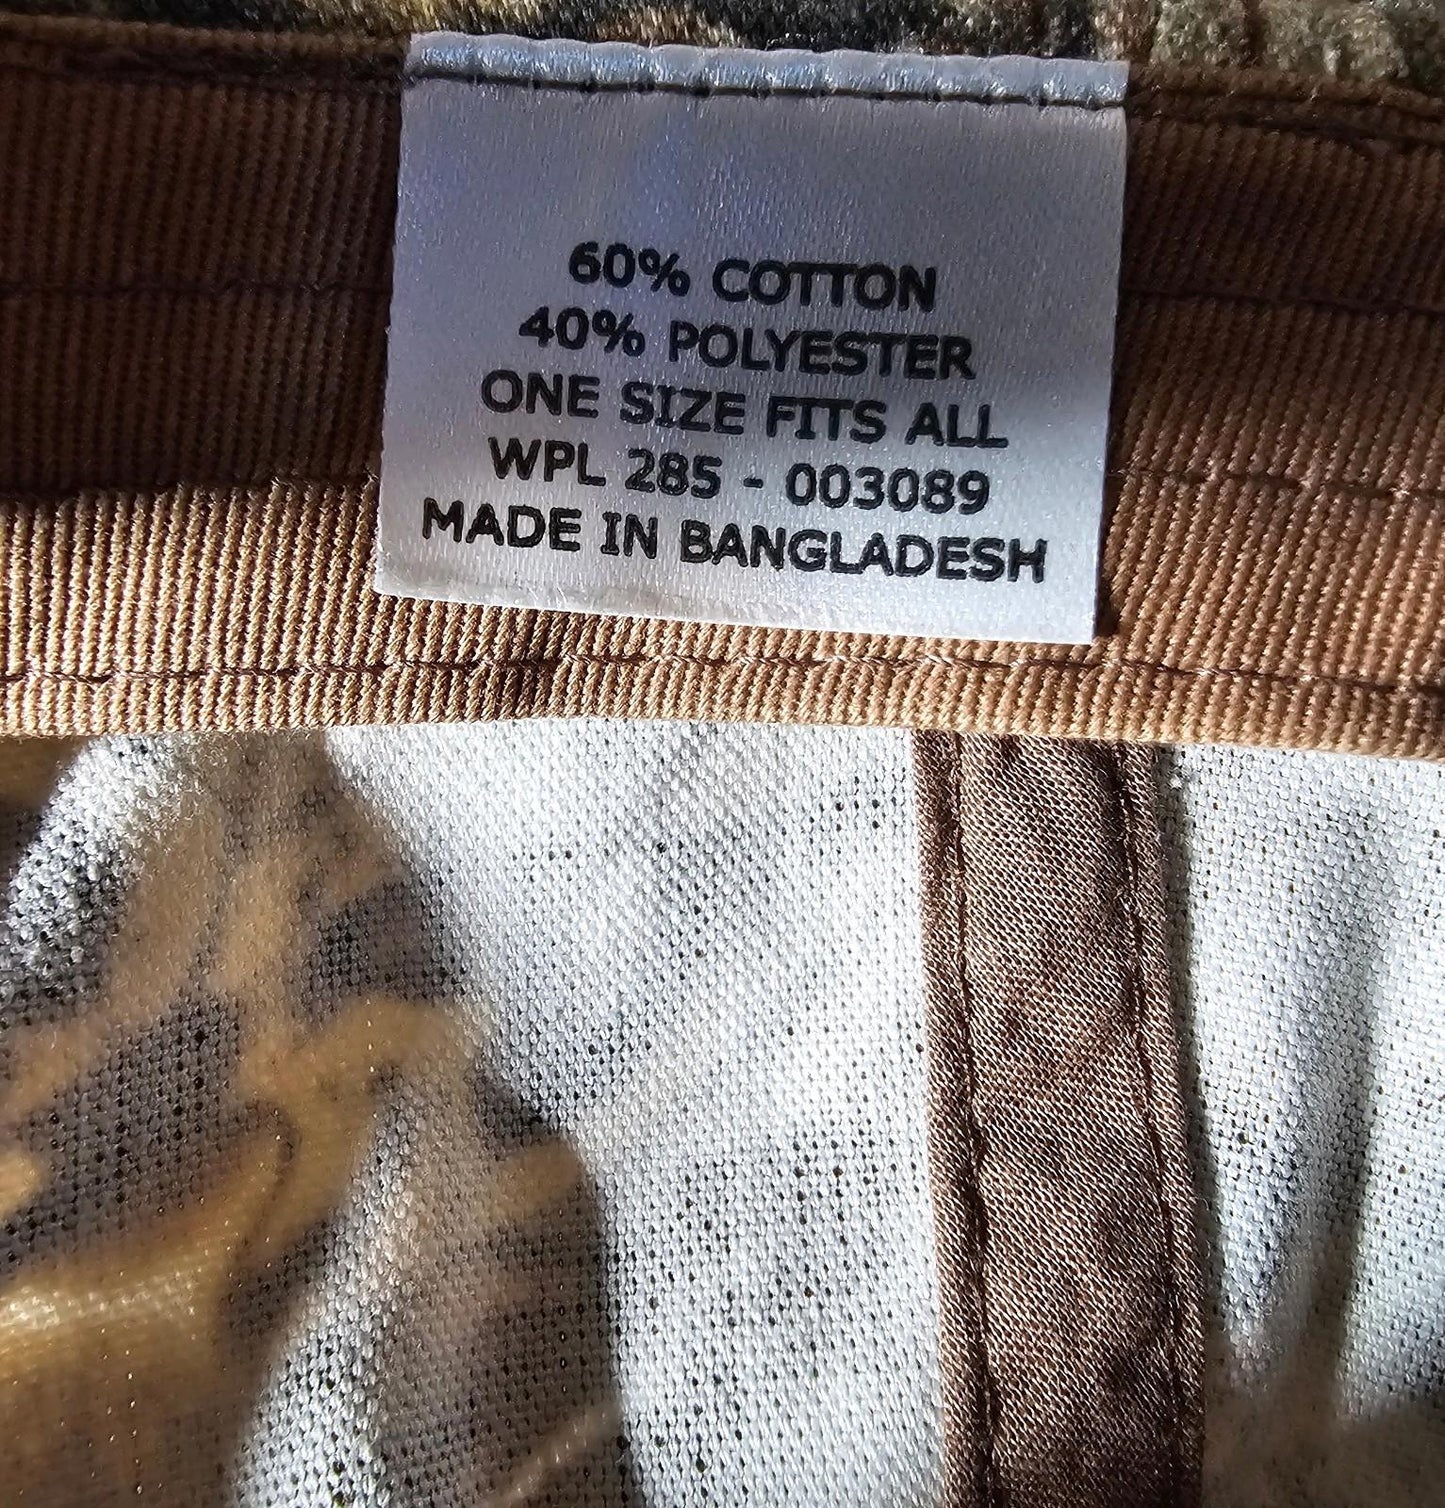 60% COTTON
40% POLYESTER
ONE SIZE FITS ALL
WPL 285 - 003089
MADE IN BANGLADESH